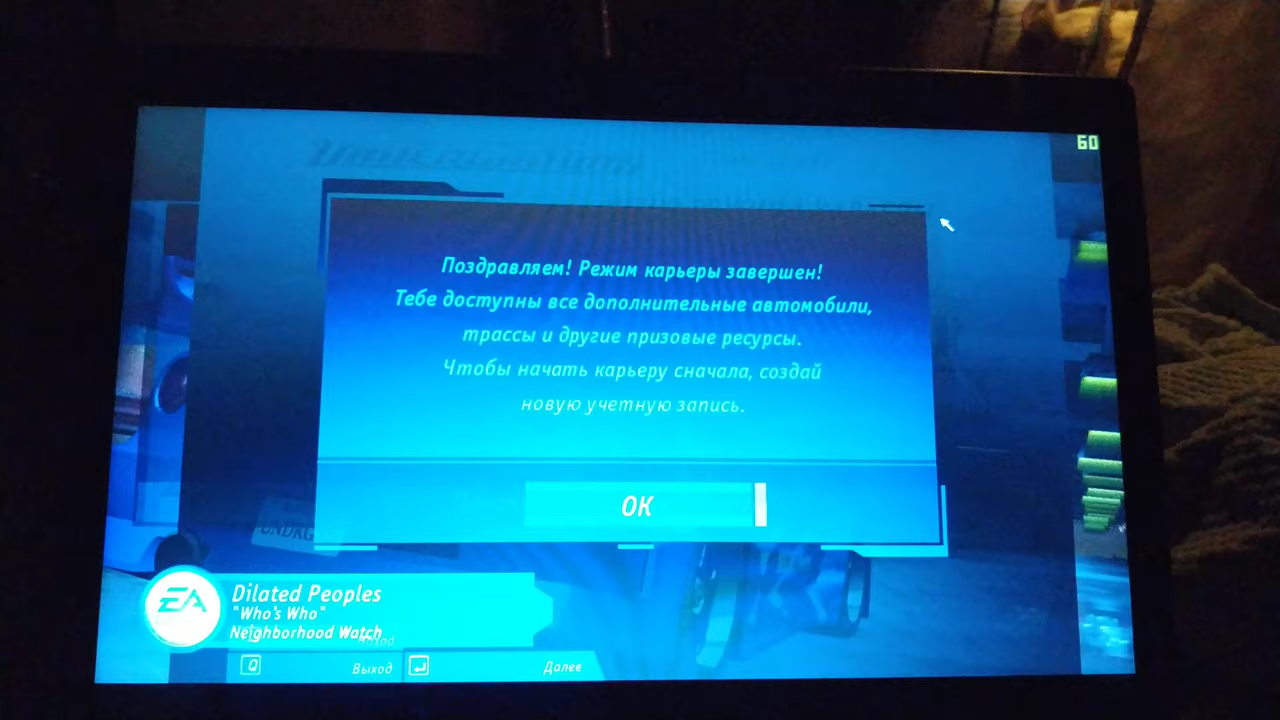 60
Поздравляем! Режим карьеры завершен!
Тебе доступны все дополнительные автомобили,
трассы и другие призовые ресурсы.
Чтобы начать карьеру сначала, создай
новую учетную запись.
OK
EA
Dilated Peoples
"Who's Who"
Neighborhood Watch
Q Выход Далее